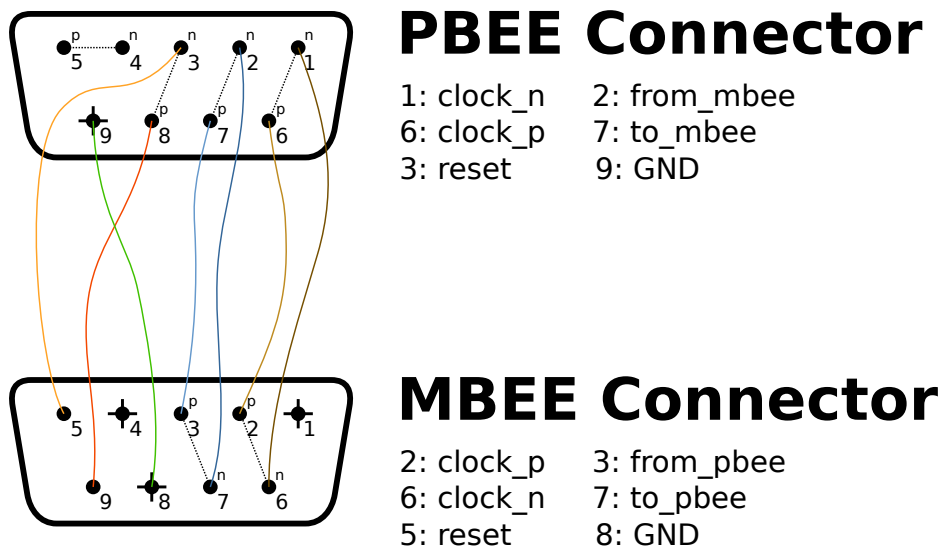 PBEE Connector
p n n n n
5 4 3 2 1
p p p
9 8 7 6
1: clock_n 2: from_mbee
6: clock_p 7: to_mbee
3: reset 9: GND
MBEE Connector
p p
5 4 3 2 1
n n
9 8 7 6
2: clock_p 3: from_pbee
6: clock_n 7: to_pbee
5: reset 8: GND